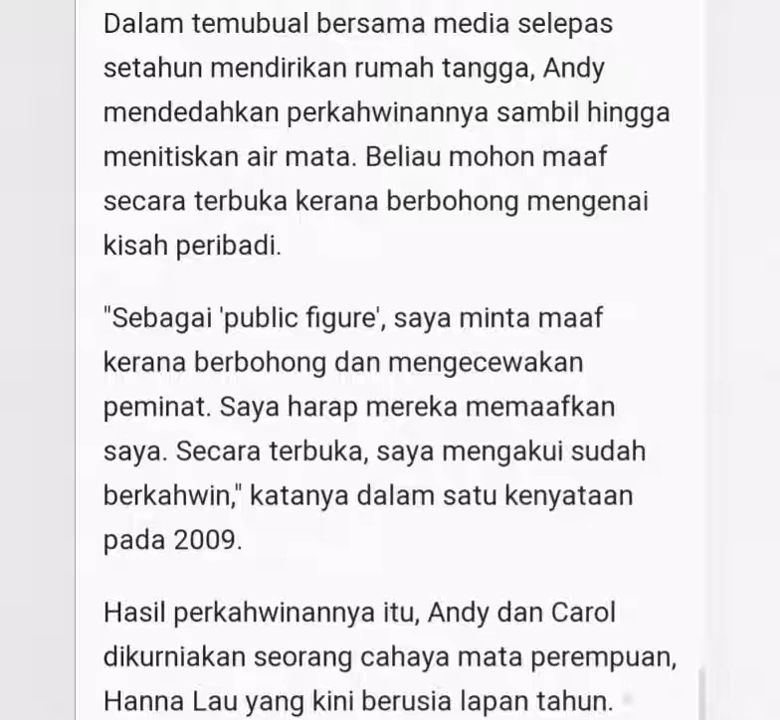 Dalam temubual bersama media selepas
setahun mendirikan rumah tangga, Andy
mendedahkan perkahwinannya sambil hingga
menitiskan air mata. Beliau mohon maaf
secara terbuka kerana berbohong mengenai
kisah peribadi.
"Sebagai 'public figure', saya minta maaf
kerana berbohong dan mengecewakan
peminat. Saya harap mereka memaafkan
saya. Secara terbuka, saya mengakui sudah
berkahwin," katanya dalam satu kenyataan
pada 2009.
Hasil perkahwinannya itu, Andy dan Carol
dikurniakan seorang cahaya mata perempuan,
Hanna Lau yang kini berusia lapan tahun.